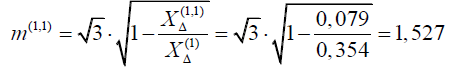 m^{(1,1)} = √3 · √(1 − X_Δ^{(1,1)} / X_Δ^{(1)}) = √3 · √(1 − 0,079 / 0,354) = 1,527